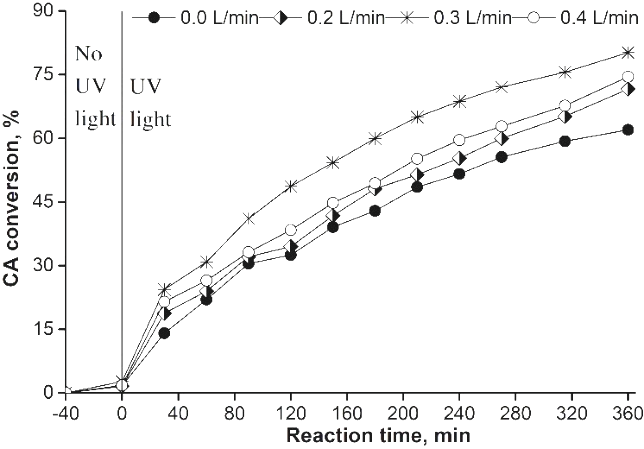 90
0.0 L/min 0.2 L/min 0.3 L/min 0.4 L/min
No
UV
light
UV
light
75
60
45
30
15
0
CA conversion, %
-40 0 40 80 120 160 200 240 280 320 360
Reaction time, min